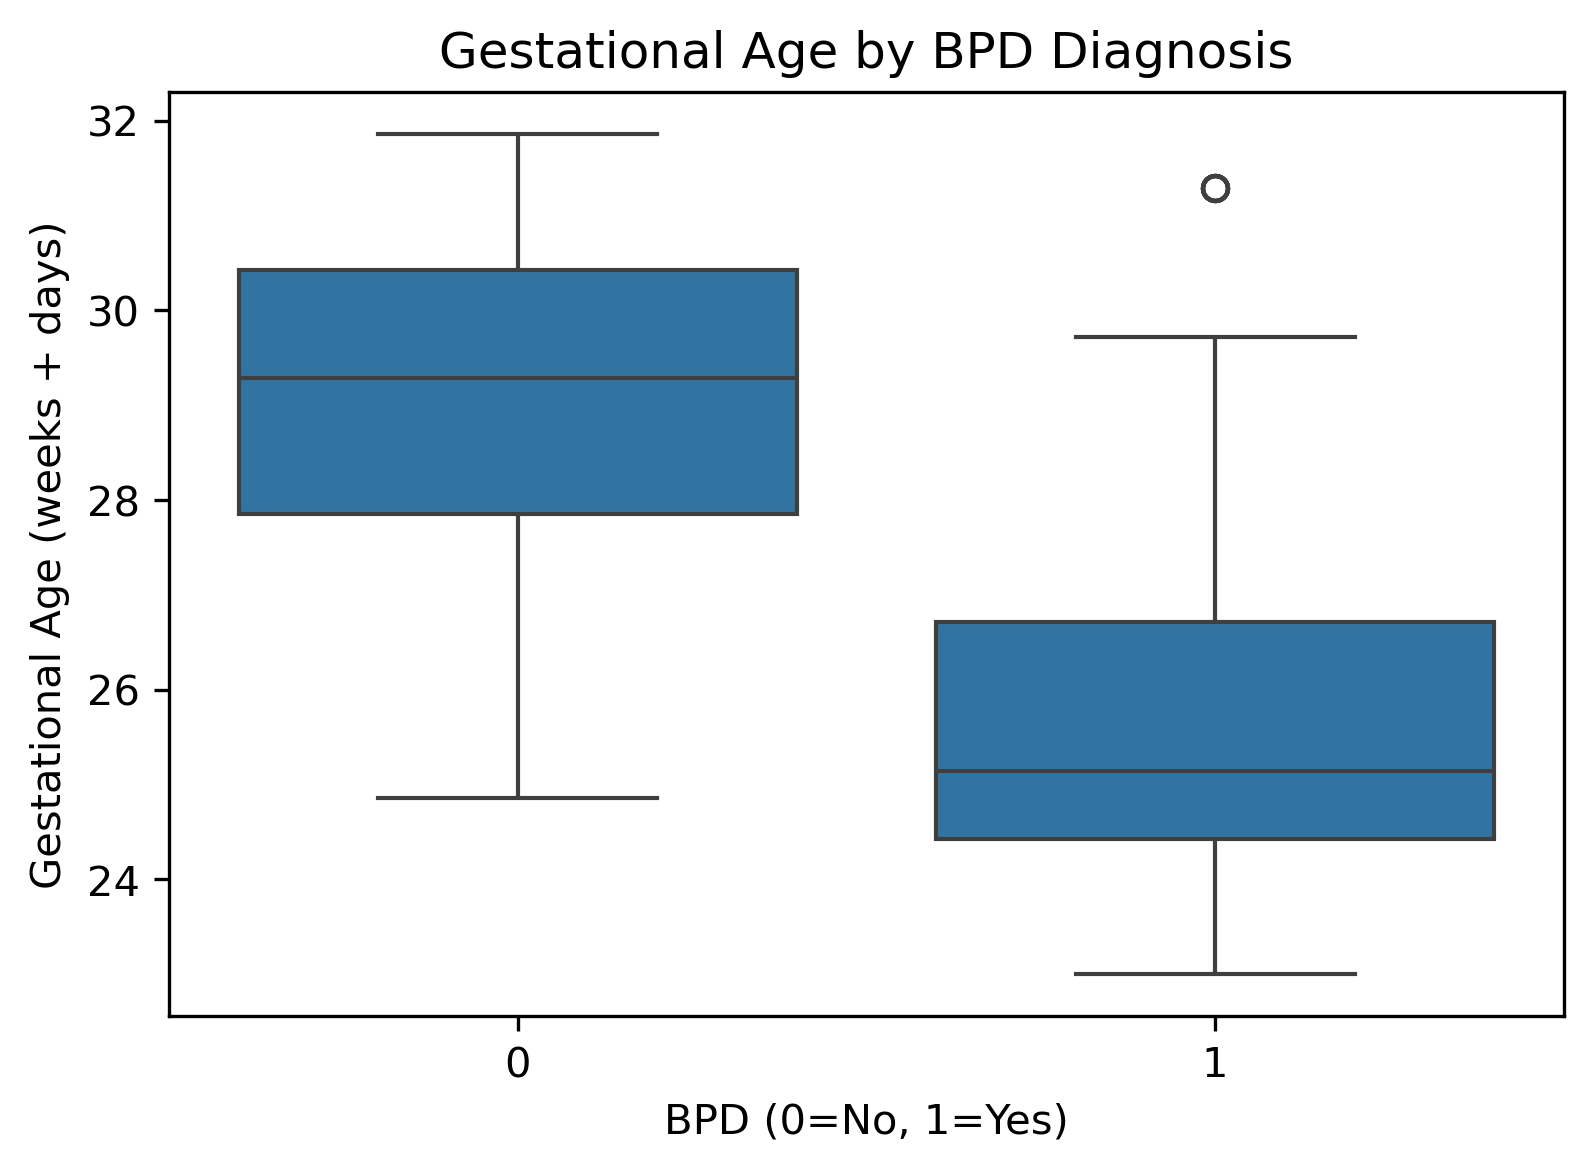 Gestational Age by BPD Diagnosis
Gestational Age (weeks + days)
32
30
28
26
24
0
1
BPD (0=No, 1=Yes)